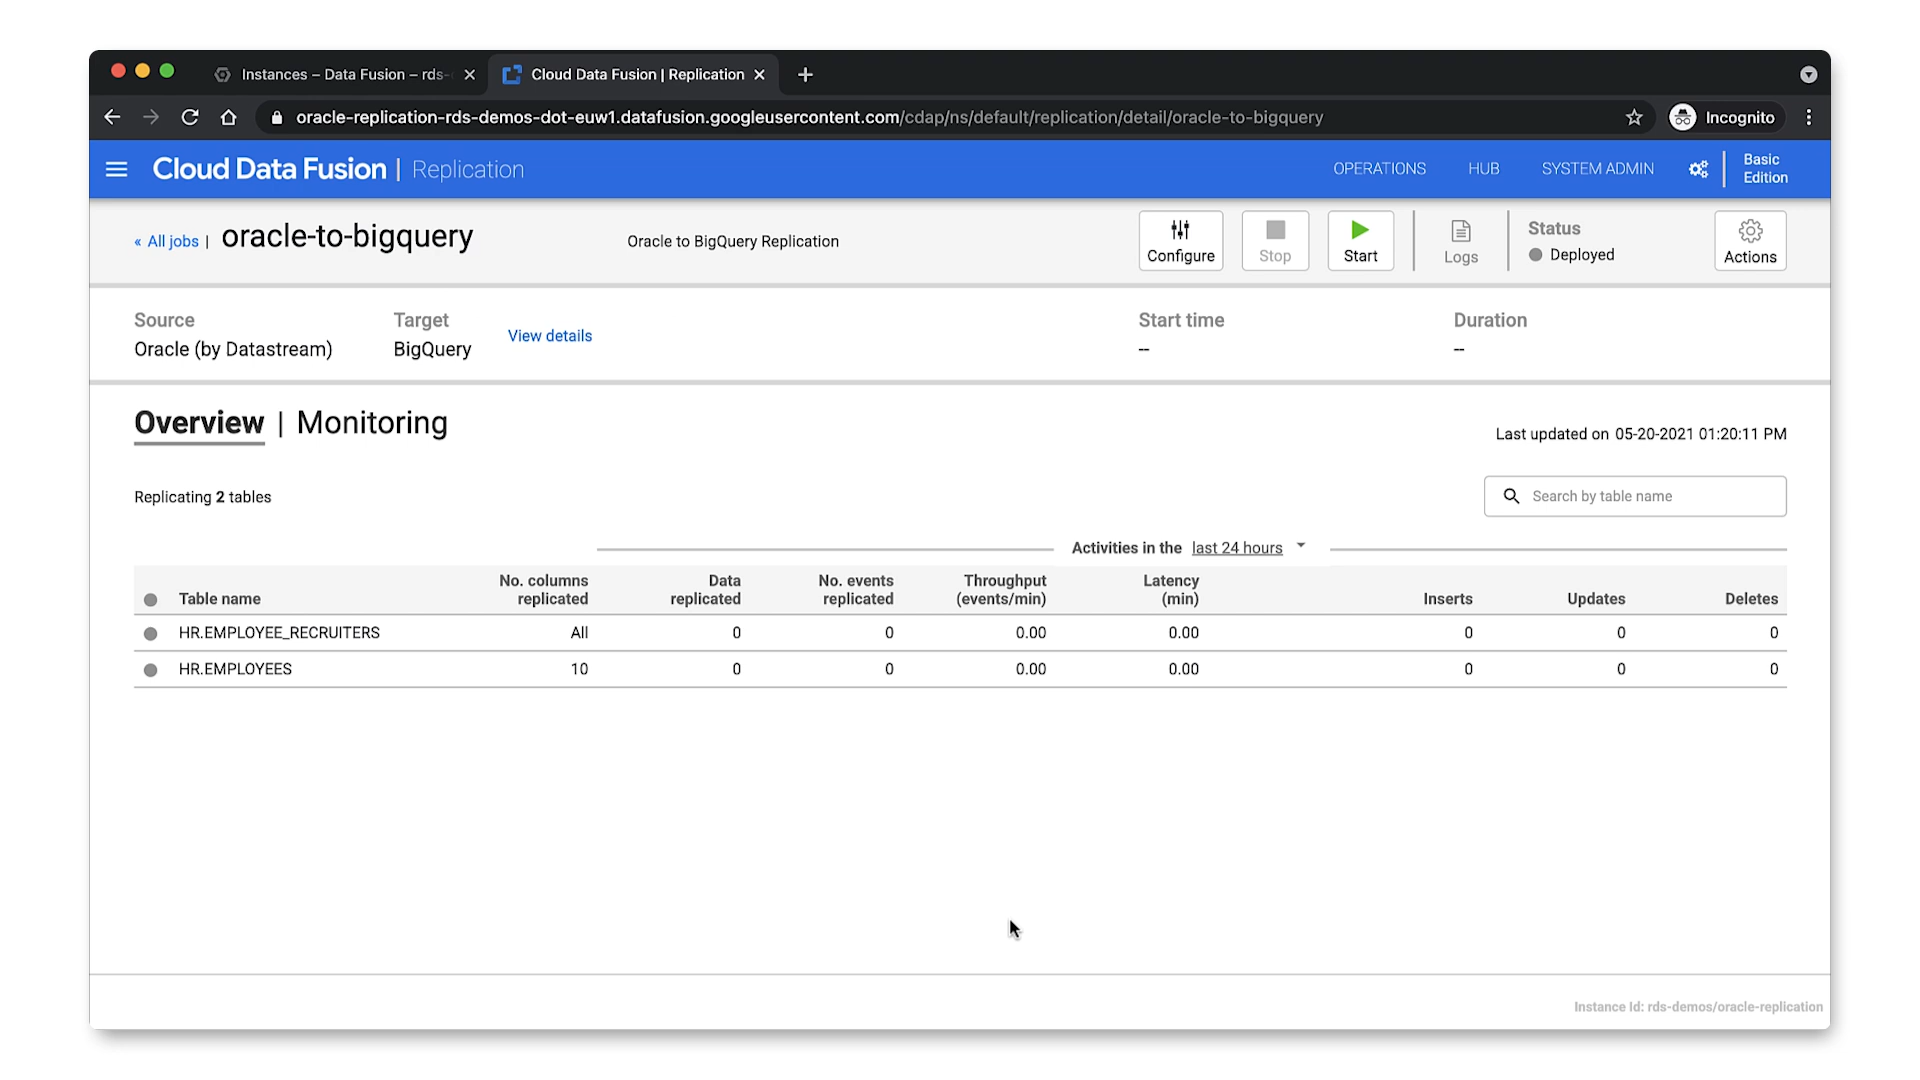 Instances – Data Fusion – rds-
Cloud Data Fusion | Replication
oracle-replication-rds-demos-dot-euw1.datafusion.googleusercontent.com/cdap/ns/default/replication/detail/oracle-to-bigquery
Incognito
Cloud Data Fusion | Replication
OPERATIONS
HUB
SYSTEM ADMIN
Basic
Edition
« All jobs | oracle-to-bigquery
Oracle to BigQuery Replication
Configure
Stop
Start
Logs
Status
Deployed
Actions
Source
Oracle (by Datastream)
Target
BigQuery
View details
Start time
--
Duration
--
Overview | Monitoring
Last updated on 05-20-2021 01:20:11 PM
Replicating 2 tables
Search by table name
Activities in the last 24 hours
Table name No. columns replicated Data replicated No. events replicated Throughput (events/min) Latency (min) Inserts Updates Deletes
HR.EMPLOYEE_RECRUITERS All 0 0 0.00 0.00 0 0 0
HR.EMPLOYEES 10 0 0 0.00 0.00 0 0 0
Instance Id: rds-demos/oracle-replication